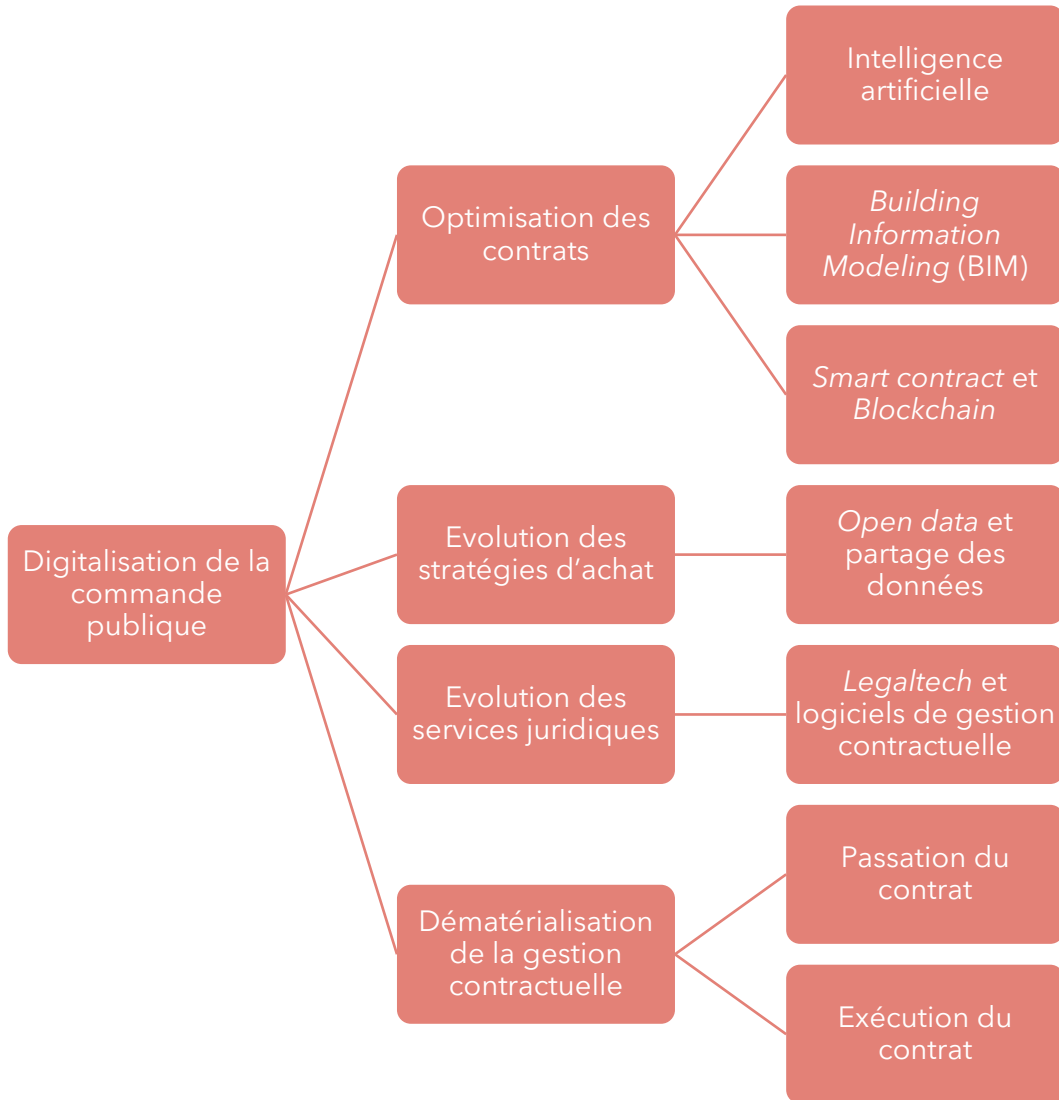 Digitalisation de la
commande
publique
Optimisation des
contrats
Intelligence
artificielle
Building
Information
Modeling (BIM)
Smart contract et
Blockchain
Evolution des
stratégies d’achat
Open data et
partage des
données
Evolution des
services juridiques
Legaltech et
logiciels de gestion
contractuelle
Dématérialisation
de la gestion
contractuelle
Passation du
contrat
Exécution du
contrat